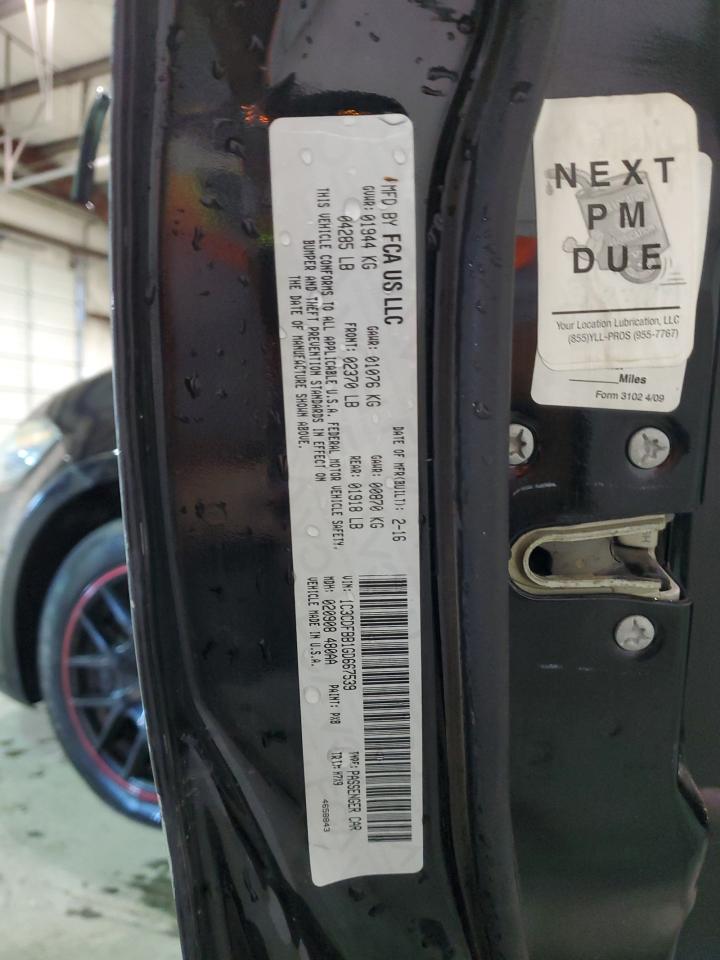 MFD BY FCA US LLC
DATE OF MFR(BUILT): 2-16
GVWR: 01944 KG GAWR: 01076 KG GAWR: 00870 KG
04285 LB FRONT: 02370 LB REAR: 01918 LB
THIS VEHICLE CONFORMS TO ALL APPLICABLE U.S.A. FEDERAL MOTOR VEHICLE SAFETY,
BUMPER AND THEFT PREVENTION STANDARDS IN EFFECT ON
THE DATE OF MANUFACTURE SHOWN ABOVE.
VIN: 1C3CDFBB1GD667539 TYPE: PASSENGER CAR
MDH: 020908 480AA PAINT: PXB TRIM: H7X9
VEHICLE MADE IN U.S.A. 4658843
NEXT
PM
DUE
Your Location Lubrication, LLC
(855)YLL-PROS (955-7767)
Miles
Form 3102 4/09